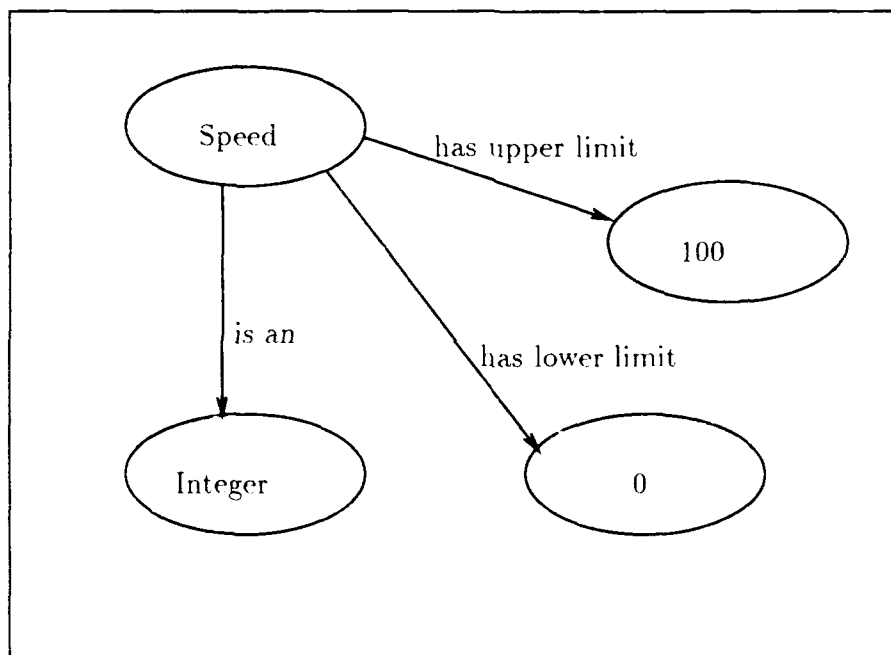 Speed
has upper limit
100
is an
has lower limit
Integer
0